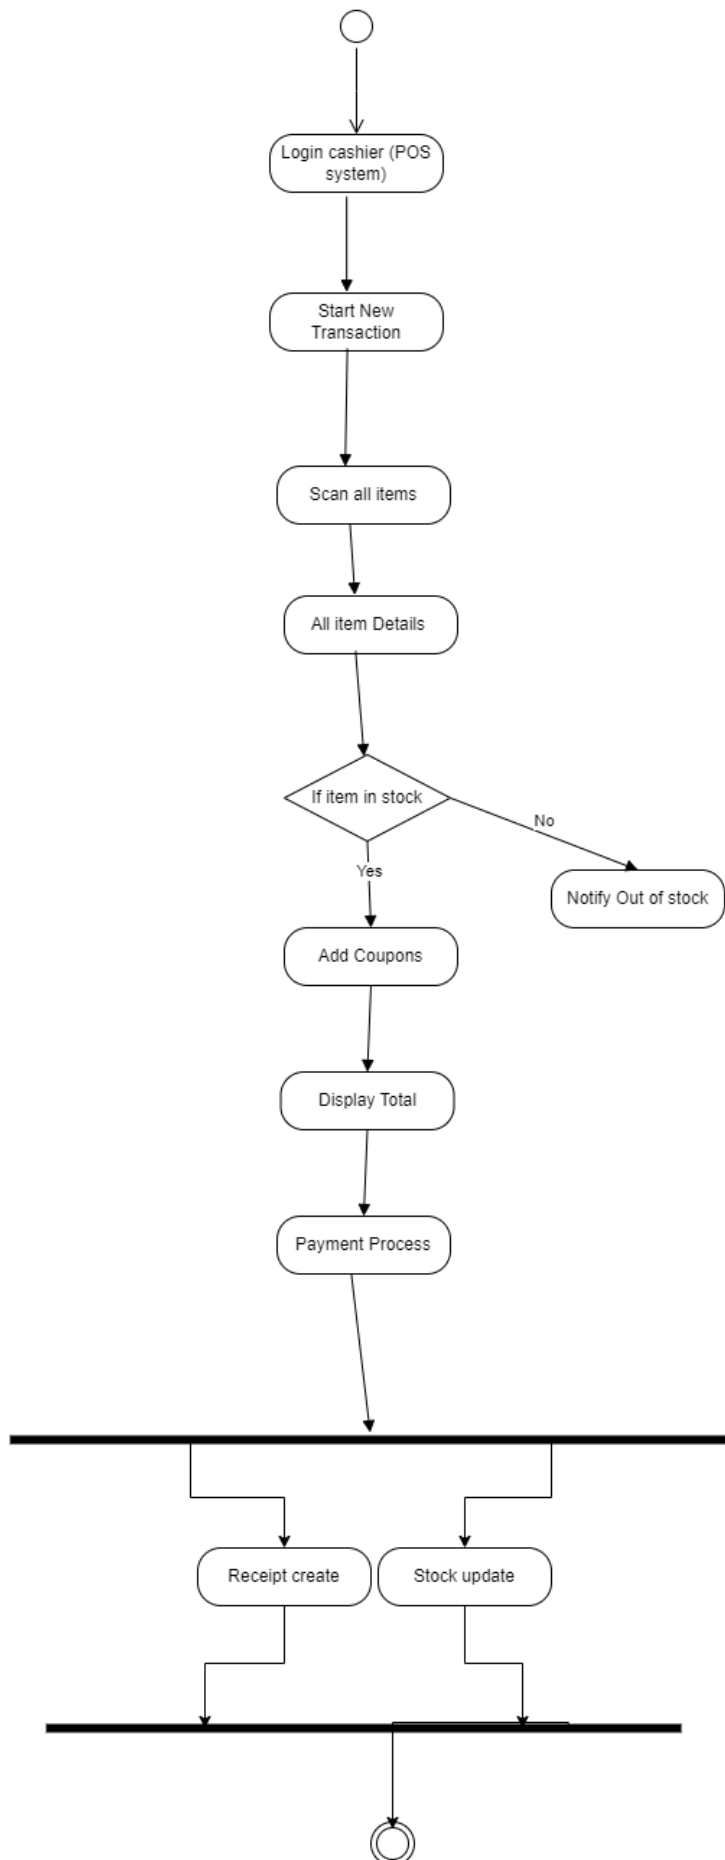 Login cashier (POS
system)
Start New
Transaction
Scan all items
All item Details
If item in stock
No
Yes
Notify Out of stock
Add Coupons
Display Total
Payment Process
Receipt create
Stock update